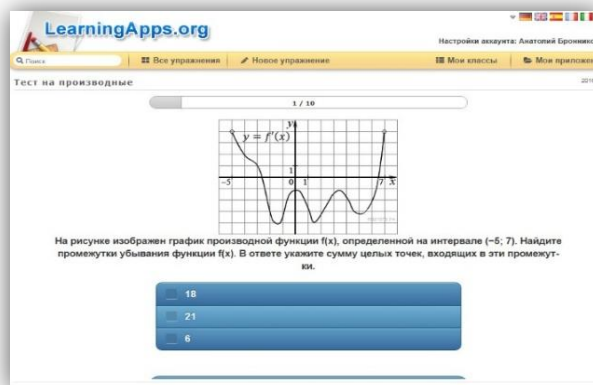 LearningApps.org
Настройки аккаунта: Анатолий Бронник
Поиск
Все упражнения
Новое упражнение
Мои классы
Мои приложе
Тест на производные
1 / 10
y
y = f'(x)
1
-5 0 1 7 x
На рисунке изображен график производной функции f(x), определенной на интервале (−5; 7). Найдите
промежутки убывания функции f(x). В ответе укажите сумму целых точек, входящих в эти промежут-
ки.
18
21
6